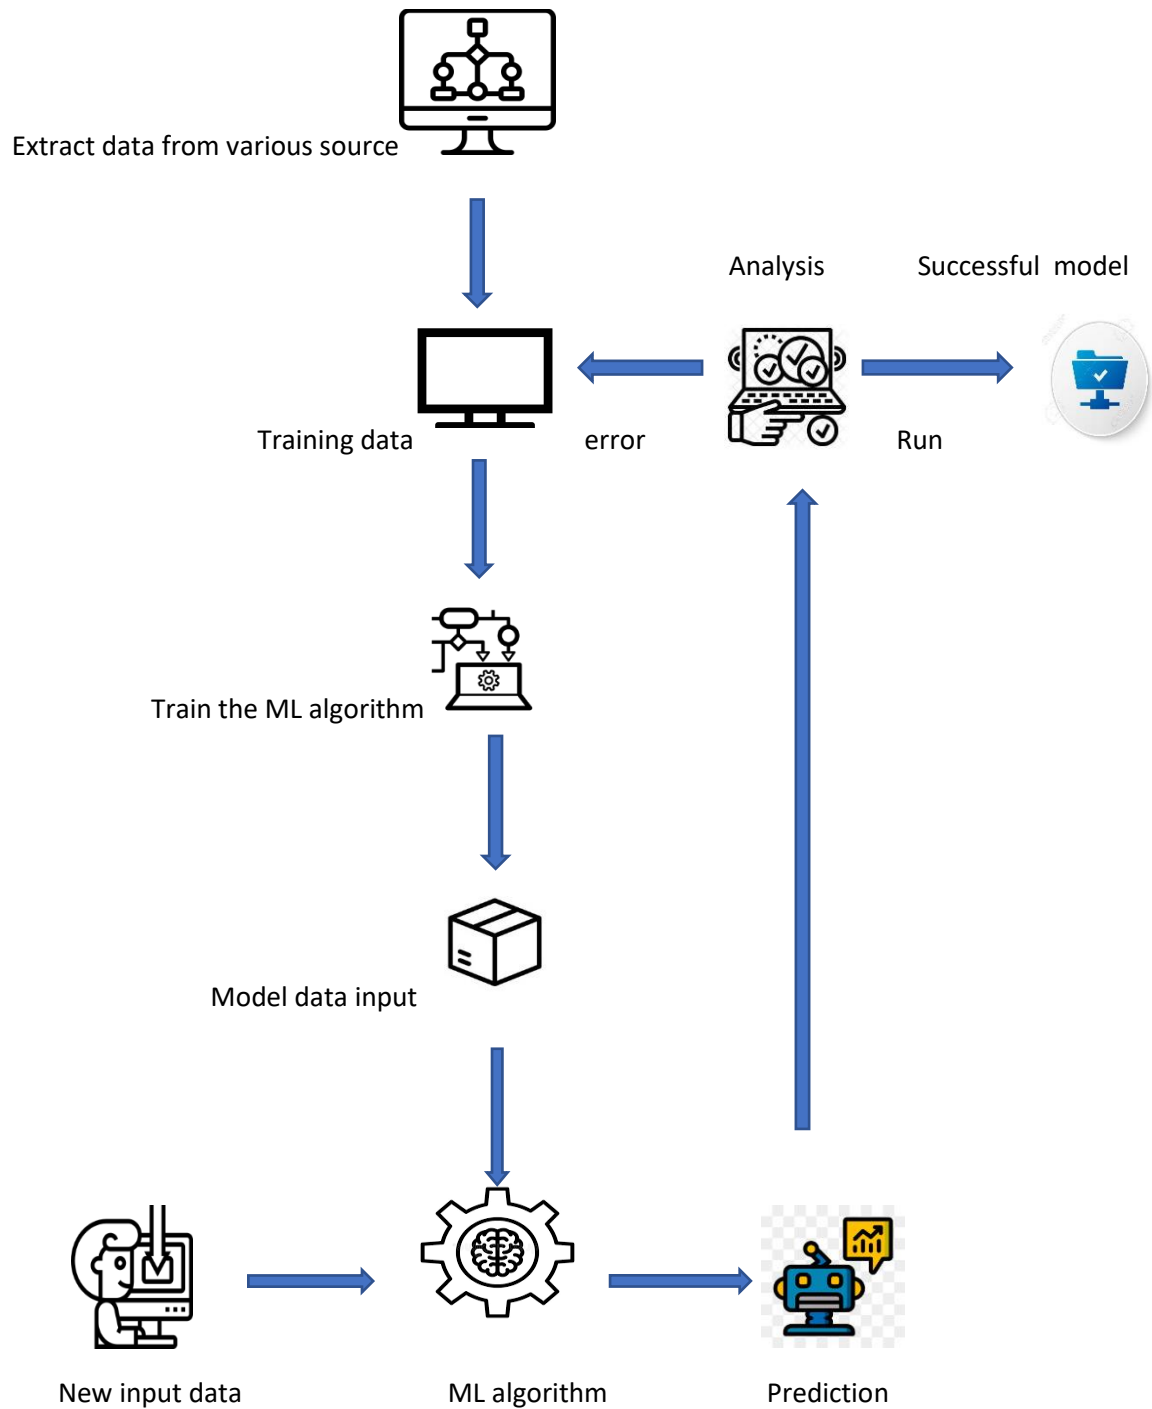 Extract data from various source
Analysis
Successful model
Training data
error
Run
Train the ML algorithm
Model data input
New input data
ML algorithm
Prediction